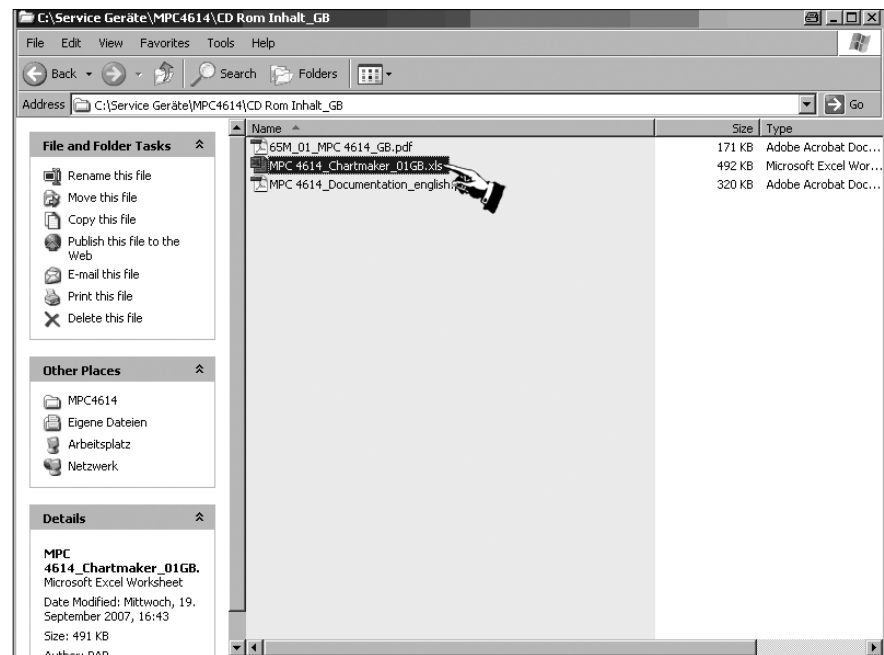 C:\Service Geräte\MPC4614\CD Rom Inhalt_GB
File Edit View Favorites Tools Help
Back Search Folders
Address C:\Service Geräte\MPC4614\CD Rom Inhalt_GB Go
Name Size Type
65M_01_MPC 4614_GB.pdf 171 KB Adobe Acrobat Doc...
MPC 4614_Chartmaker_01GB.xls 492 KB Microsoft Excel Wor...
MPC 4614_Documentation_english 320 KB Adobe Acrobat Doc...
File and Folder Tasks
Rename this file
Move this file
Copy this file
Publish this file to the
Web
E-mail this file
Print this file
Delete this file
Other Places
MPC4614
Eigene Dateien
Arbeitsplatz
Netzwerk
Details
MPC
4614_Chartmaker_01GB.
Microsoft Excel Worksheet
Date Modified: Mittwoch, 19.
September 2007, 16:43
Size: 491 KB